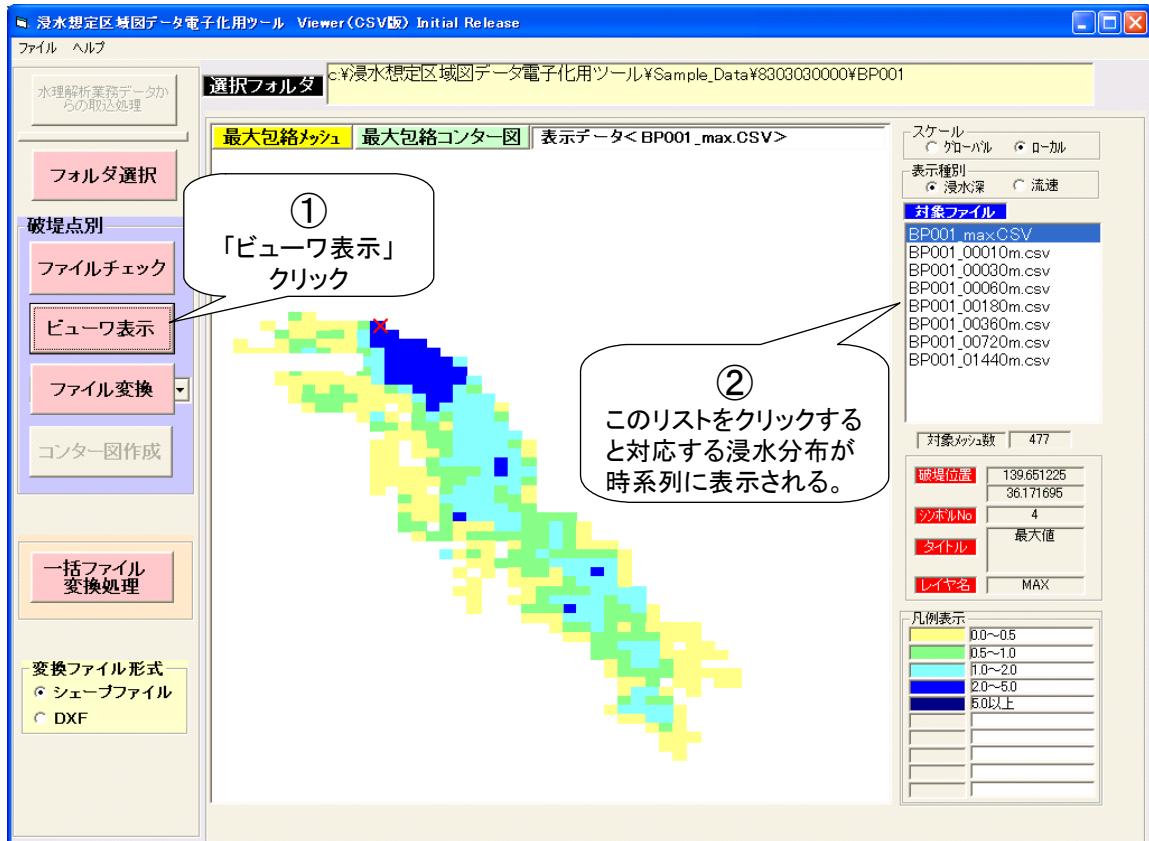 浸水想定区域図データ電子化用ツール Viewer(CSV版) Initial Release
ファイル ヘルプ
水理解析業務データか
らの取込処理
選択フォルダ
c:¥浸水想定区域図データ電子化用ツール¥Sample_Data¥8303030000¥BP001
フォルダ選択
破堤点別
ファイルチェック
ビューワ表示
ファイル変換
コンター図作成
一括ファイル
変換処理
変換ファイル形式
シェープファイル
DXF
最大包絡メッシュ 最大包絡コンター図 表示データ<BP001_max.CSV>
①
「ビューワ表示」
クリック
②
このリストをクリックする
と対応する浸水分布が
時系列に表示される。
スケール
グローバル ローカル
表示種別
浸水深 流速
対象ファイル
BP001_max.CSV
BP001_00010m.csv
BP001_00030m.csv
BP001_00060m.csv
BP001_00180m.csv
BP001_00360m.csv
BP001_00720m.csv
BP001_01440m.csv
対象メッシュ数 477
破堤位置 139.651225
36.171695
シンボルNo 4
タイトル 最大値
レイヤ名 MAX
凡例表示
0.0～0.5
0.5～1.0
1.0～2.0
2.0～5.0
5.0以上